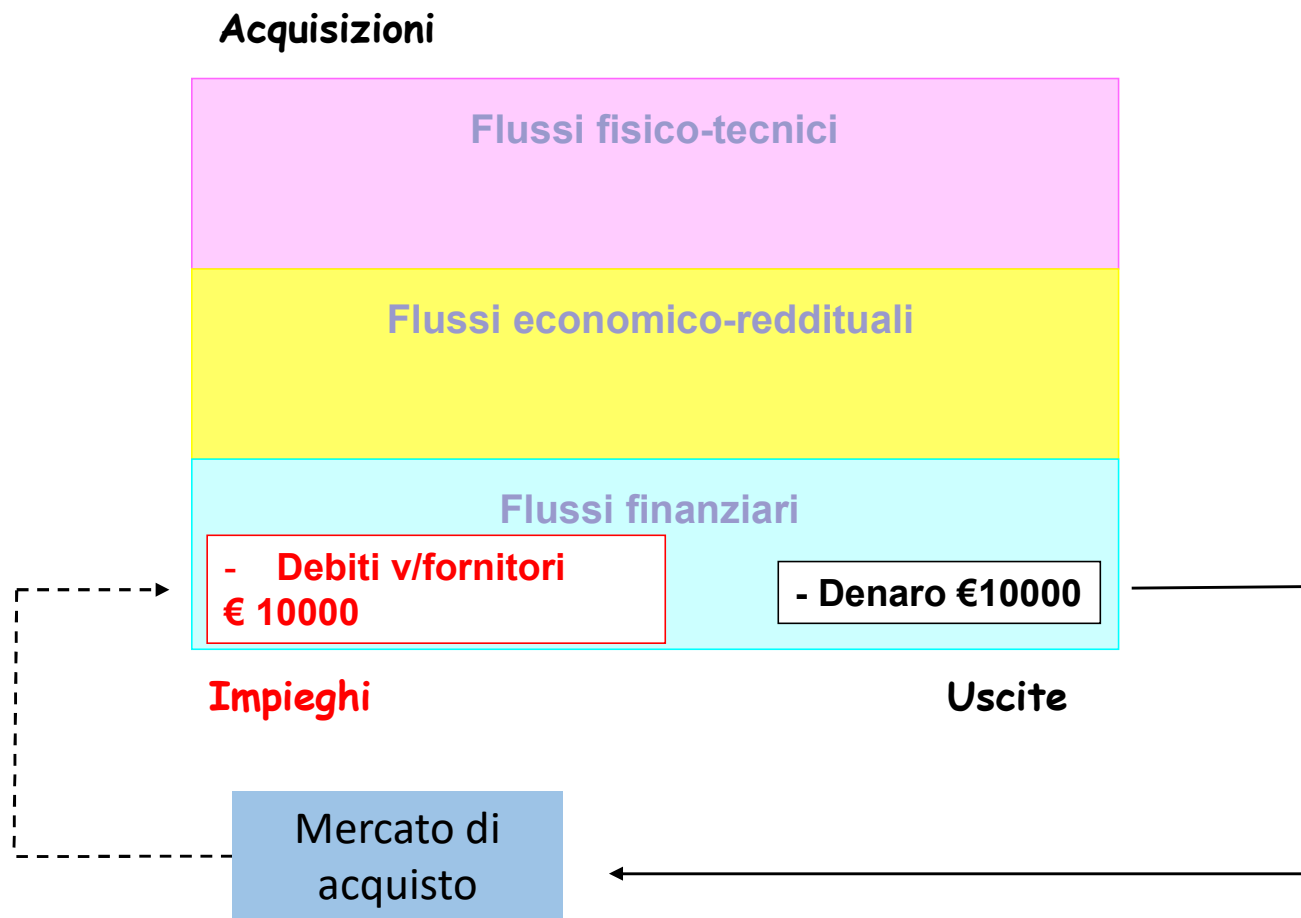 Acquisizioni
Flussi fisico-tecnici
Flussi economico-reddituali
Flussi finanziari
- Debiti v/fornitori
€ 10000
- Denaro €10000
Impieghi
Uscite
Mercato di
acquisto